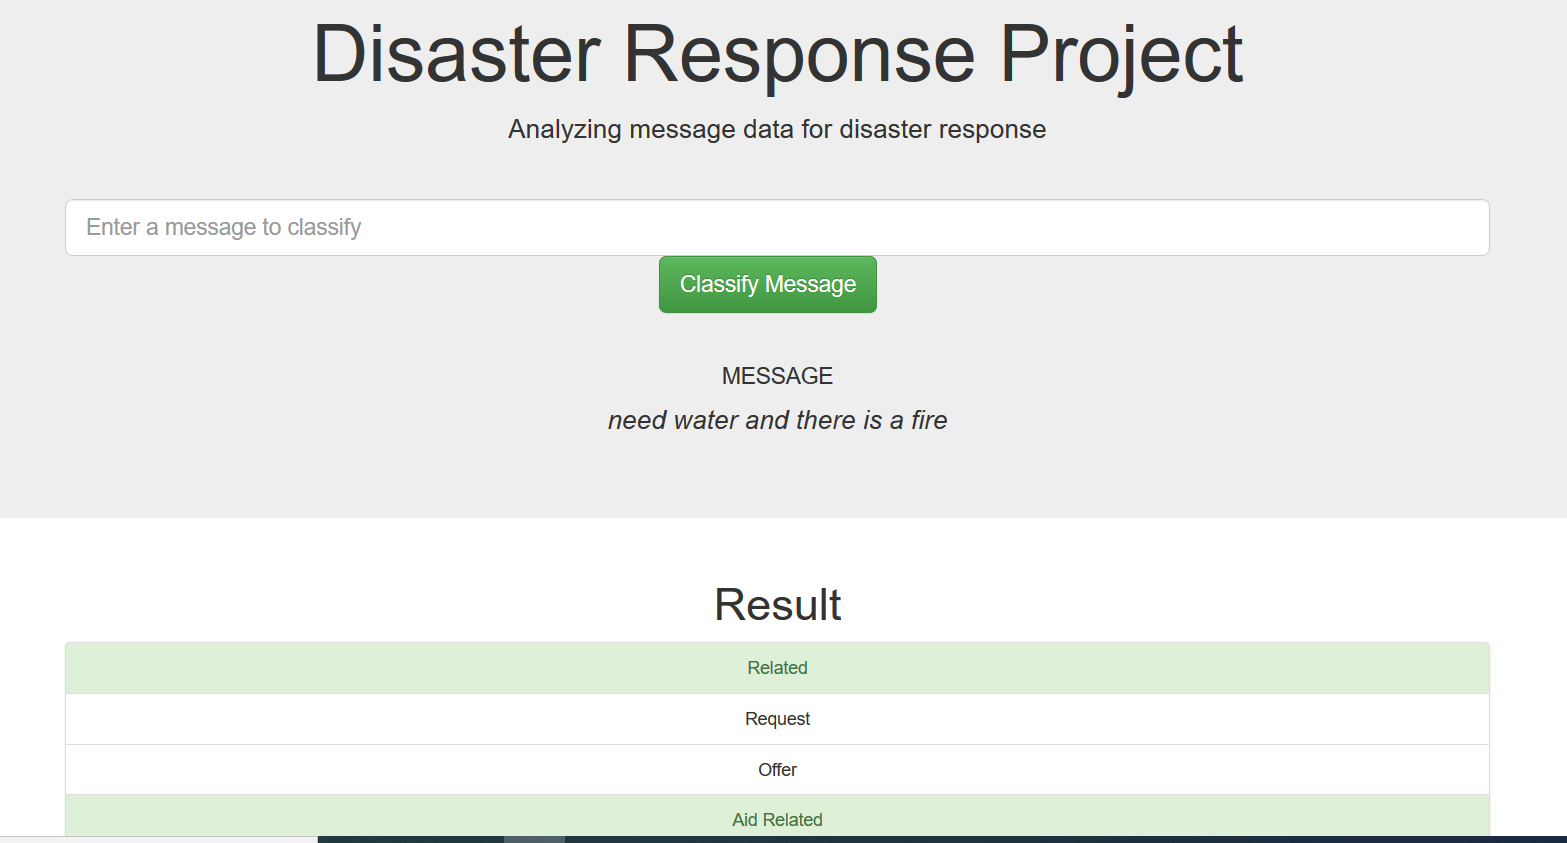 Disaster Response Project
Analyzing message data for disaster response
Enter a message to classify
Classify Message
MESSAGE
need water and there is a fire
Result
Related
Request
Offer
Aid Related